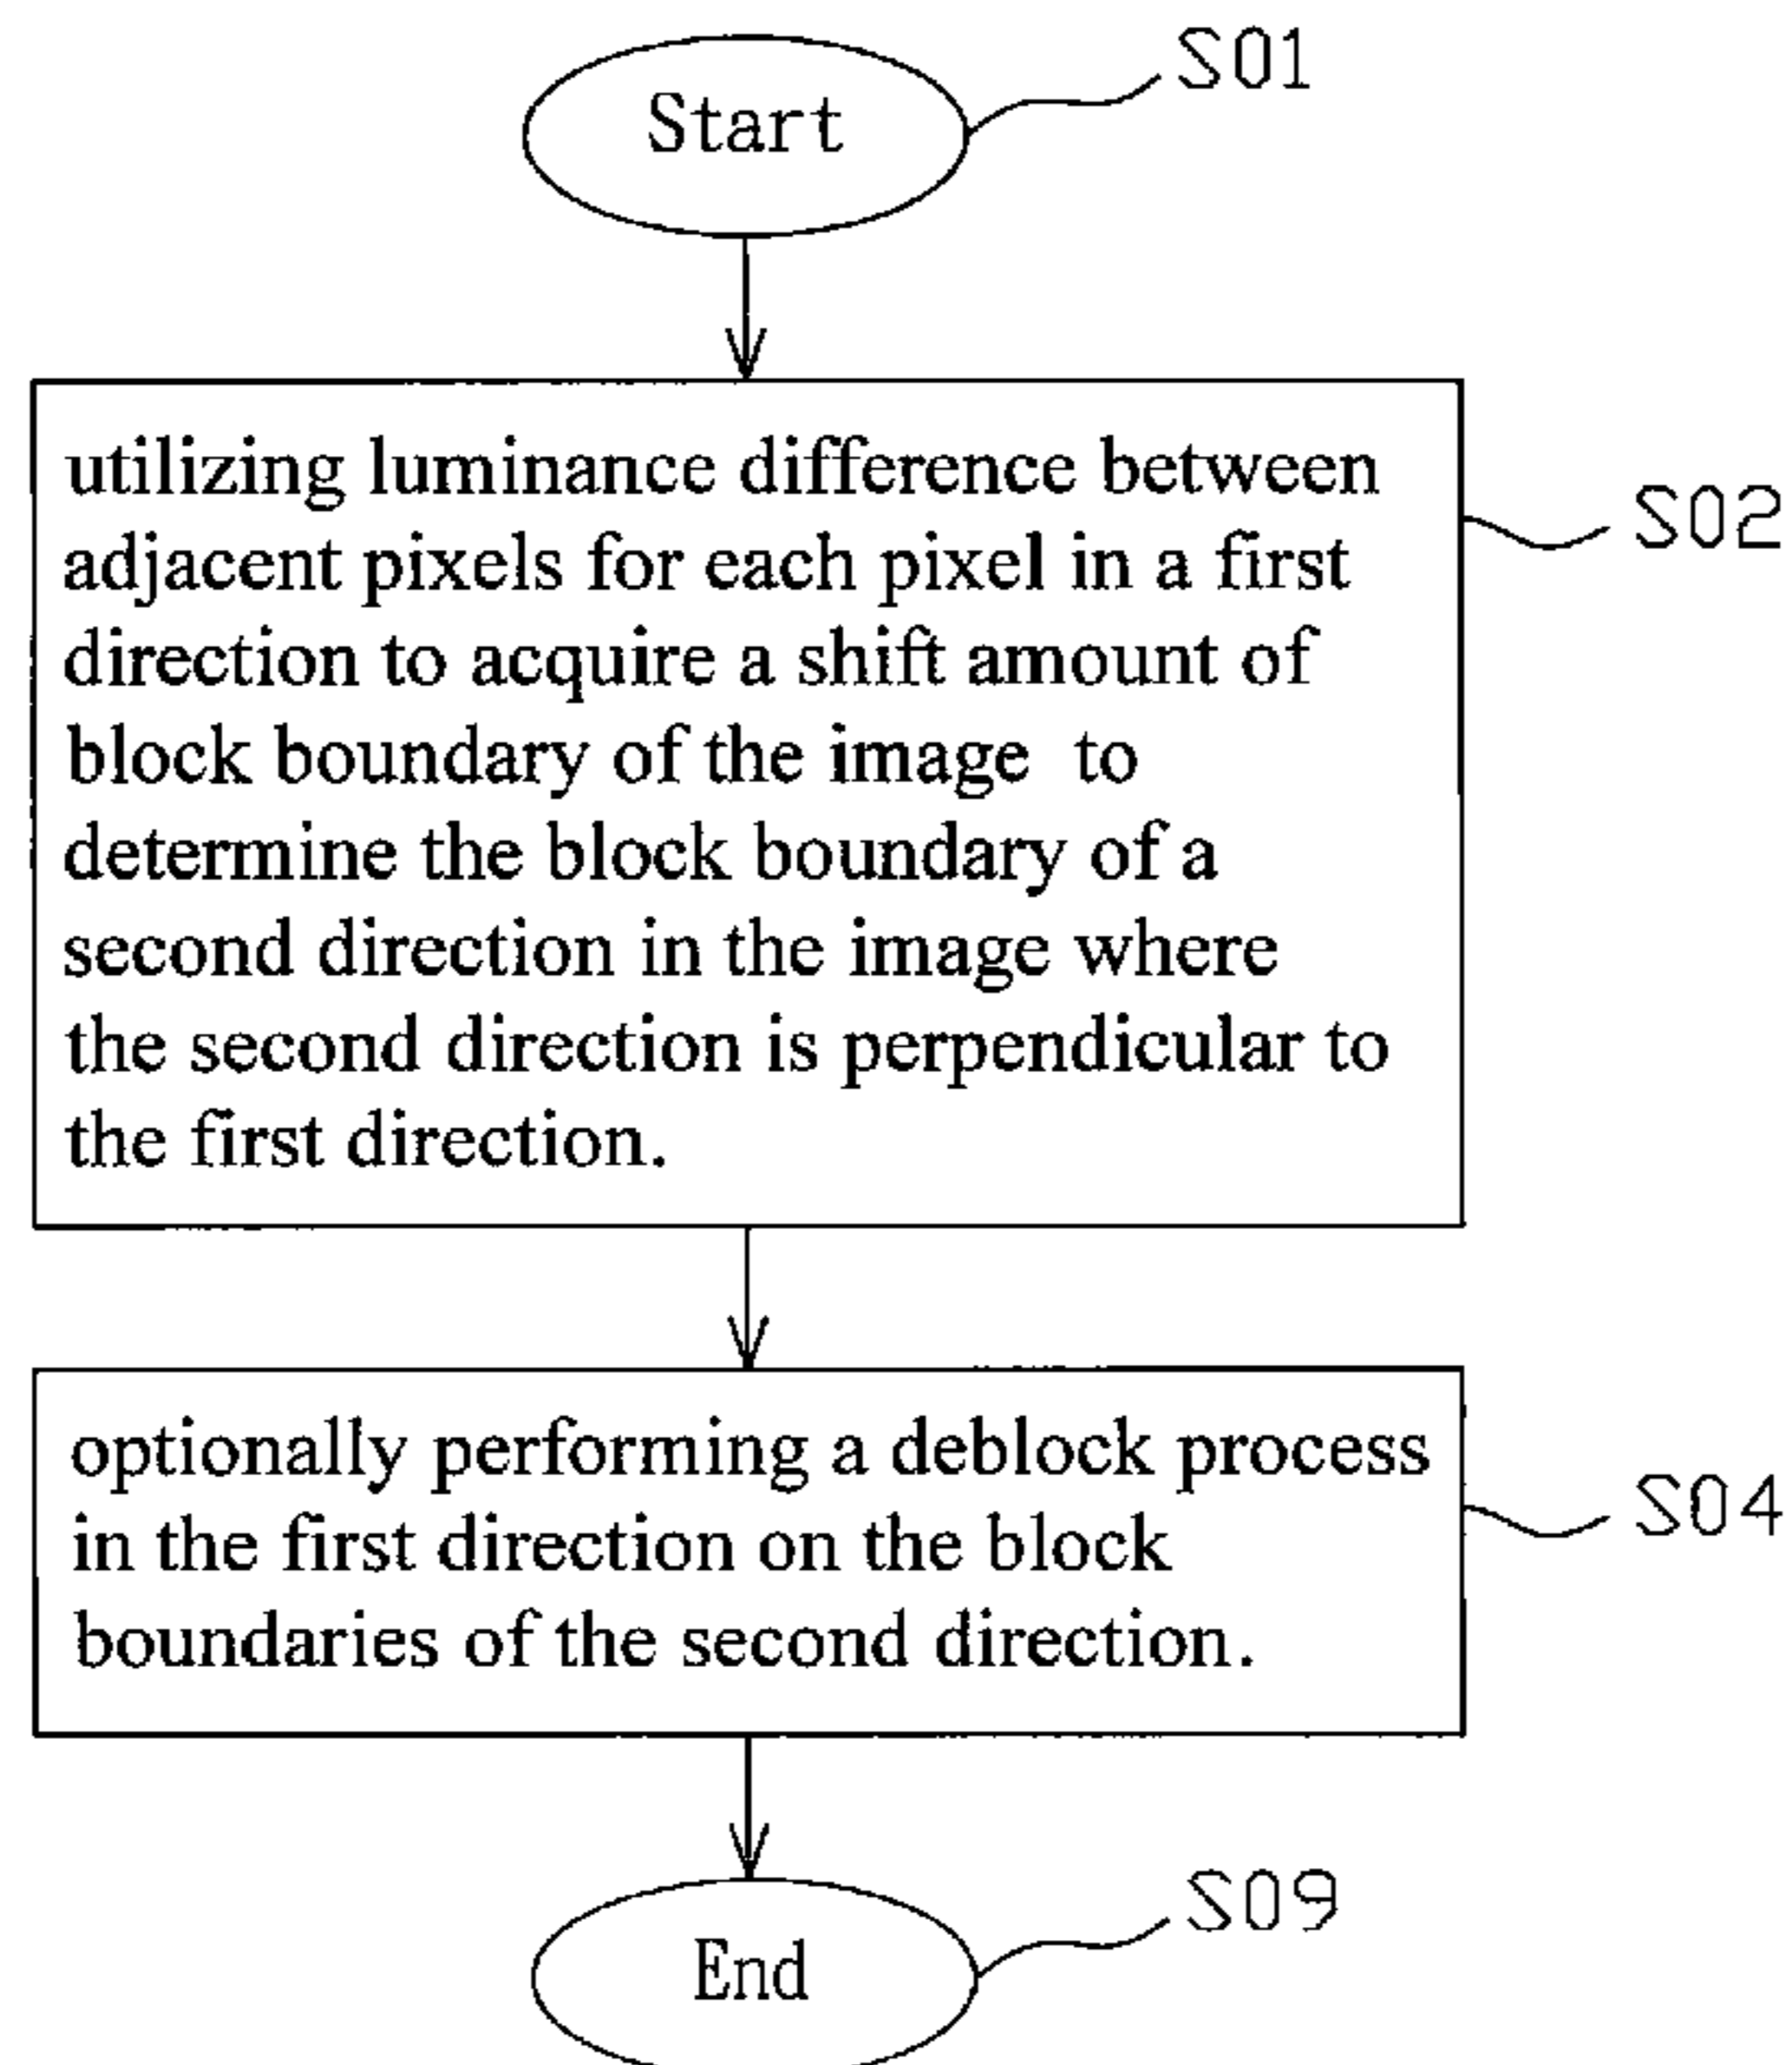 S01
Start
utilizing luminance difference between
adjacent pixels for each pixel in a first
direction to acquire a shift amount of
block boundary of the image to
determine the block boundary of a
second direction in the image where
the second direction is perpendicular to
the first direction.
S02
optionally performing a deblock process
in the first direction on the block
boundaries of the second direction.
S04
S09
End